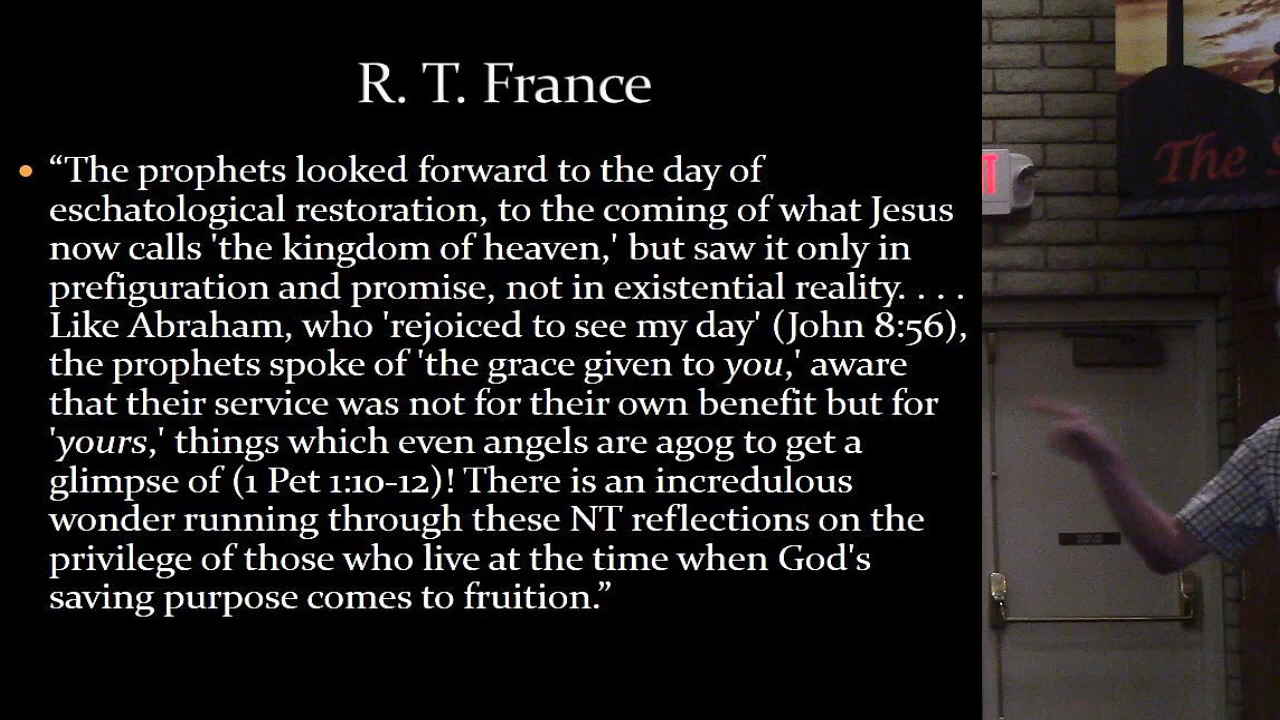 R. T. France
• “The prophets looked forward to the day of
eschatological restoration, to the coming of what Jesus
now calls 'the kingdom of heaven,' but saw it only in
prefiguration and promise, not in existential reality. . . .
Like Abraham, who 'rejoiced to see my day' (John 8:56),
the prophets spoke of 'the grace given to you,' aware
that their service was not for their own benefit but for
'yours,' things which even angels are agog to get a
glimpse of (1 Pet 1:10-12)! There is an incredulous
wonder running through these NT reflections on the
privilege of those who live at the time when God's
saving purpose comes to fruition.”
The